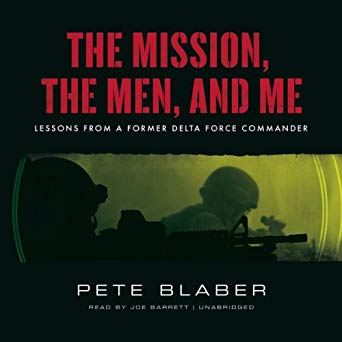 THE MISSION,
THE MEN, AND ME
LESSONS FROM A FORMER DELTA FORCE COMMANDER
PETE BLABER
READ BY JOE BARRETT | UNABRIDGED